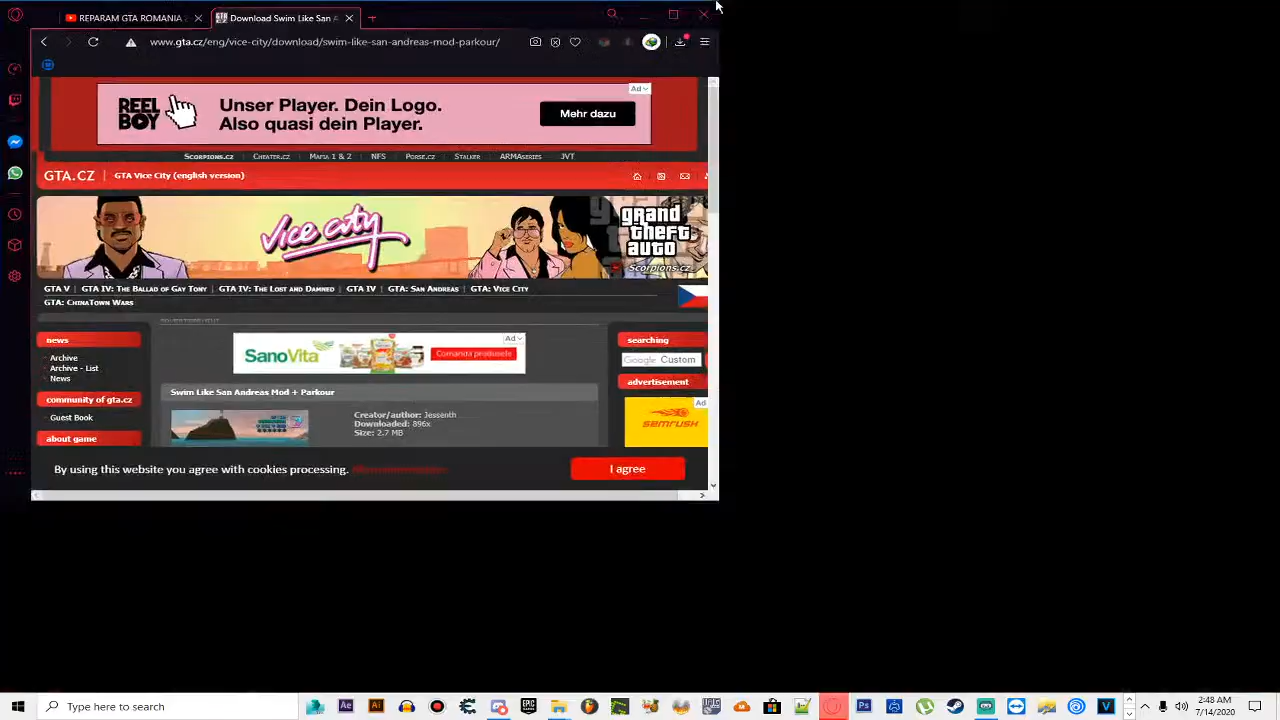 REPARAM GTA ROMANIA
Download Swim Like San A
www.gta.cz/eng/vice-city/download/swim-like-san-andreas-mod-parkour/
Ad
REEL BOY
Unser Player. Dein Logo.
Also quasi dein Player.
Mehr dazu
Scorpions.cz Cheater.cz Mafia 1 & 2 NFS Porse.cz Stalker ARMAseries JVT
GTA.CZ | GTA Vice City (english version)
vice city
grand
theft
auto
Scorpions.cz
GTA V | GTA IV: The Ballad of Gay Tony | GTA IV: The Lost and Damned | GTA IV | GTA: San Andreas | GTA: Vice City
GTA: ChinaTown Wars
ADVERTISEMENT
news
Archive
Archive - List
News
community of gta.cz
Guest Book
about game
SanoVita
Comanda produsele
Ad
Swim Like San Andreas Mod + Parkour
Creator/author: Jessenth
Downloaded: 896x
Size: 2.7 MB
searching
Google Custom
advertisement
Ad
SEMRUSH
By using this website you agree with cookies processing.
I agree
Type here to search
2:48 AM
7/14/2020